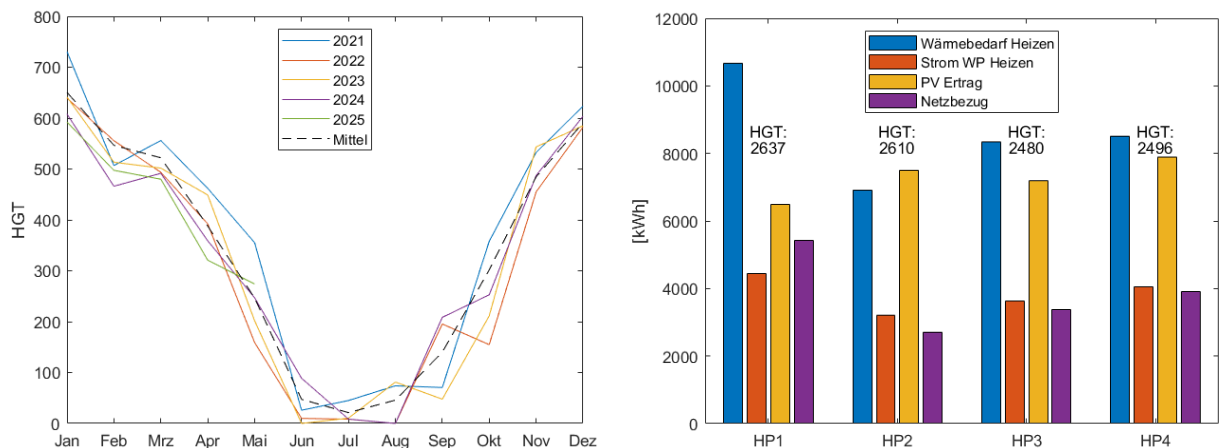 800
700
600
500
400
300
200
100
0
HGT
Jan Feb Mrz Apr Mai Jun Jul Aug Sep Okt Nov Dez
2021
2022
2023
2024
2025
Mittel
12000
10000
8000
6000
4000
2000
0
[kWh]
Wärmebedarf Heizen
Strom WP Heizen
PV Ertrag
Netzbezug
HGT:
2637
HGT:
2610
HGT:
2480
HGT:
2496
HP1 HP2 HP3 HP4